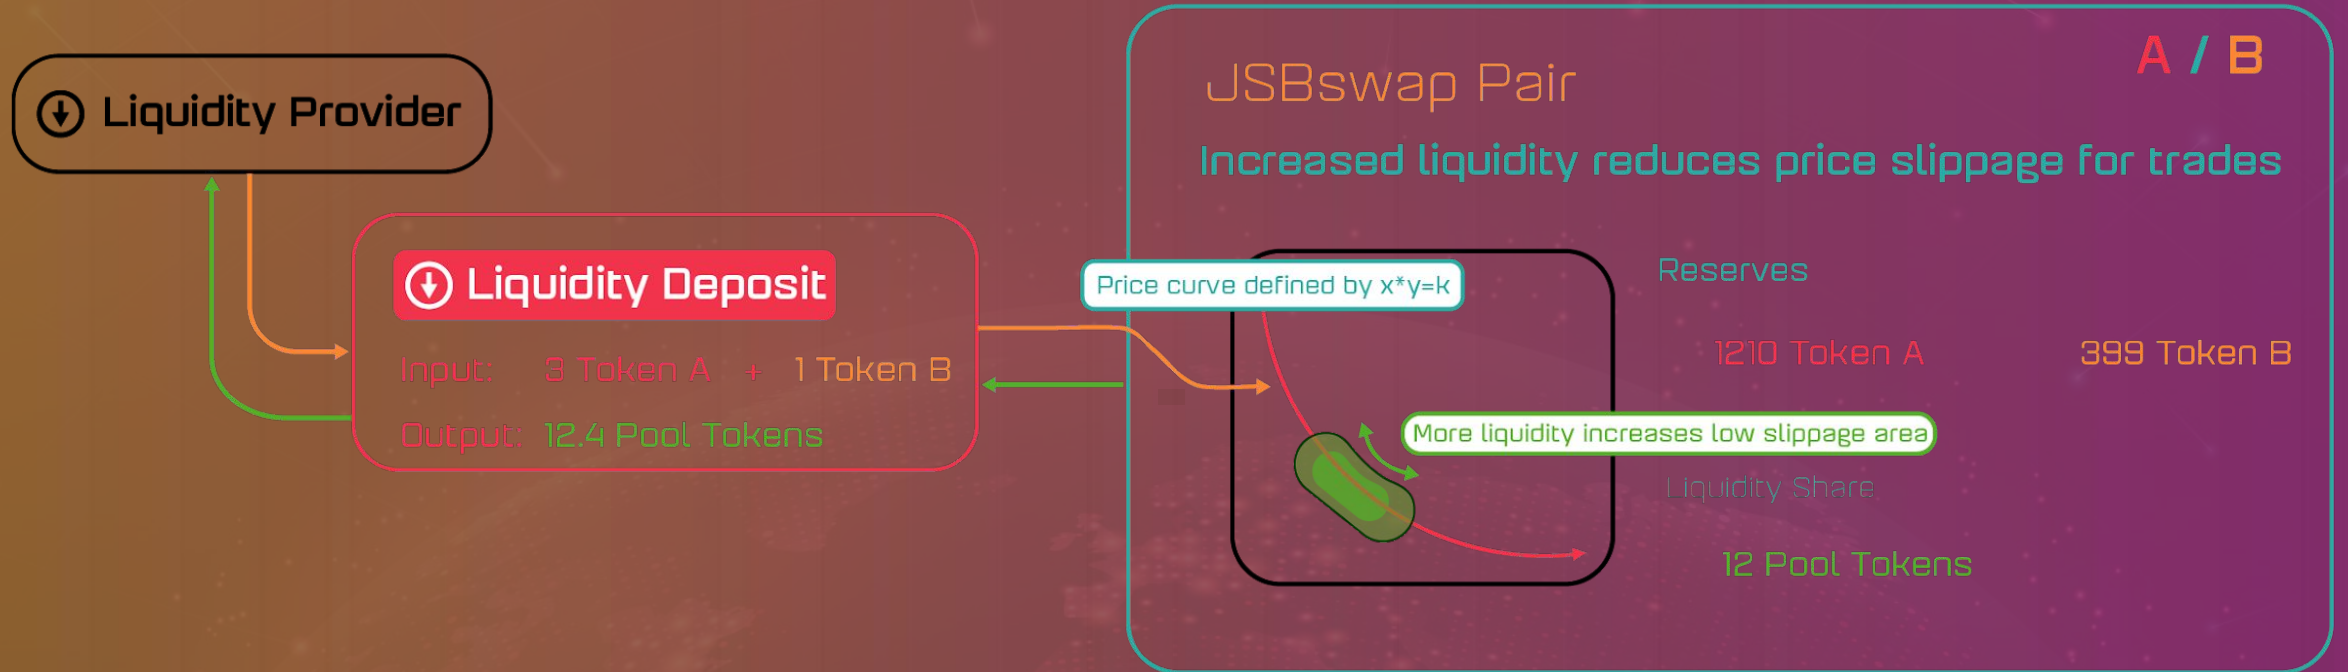 Liquidity Provider
Liquidity Deposit
Input: 3 Token A + 1 Token B
Output: 12.4 Pool Tokens
A / B
JSBswap Pair
Increased liquidity reduces price slippage for trades
Price curve defined by x*y=k
Reserves
1210 Token A 399 Token B
More liquidity increases low slippage area
Liquidity Share
12 Pool Tokens